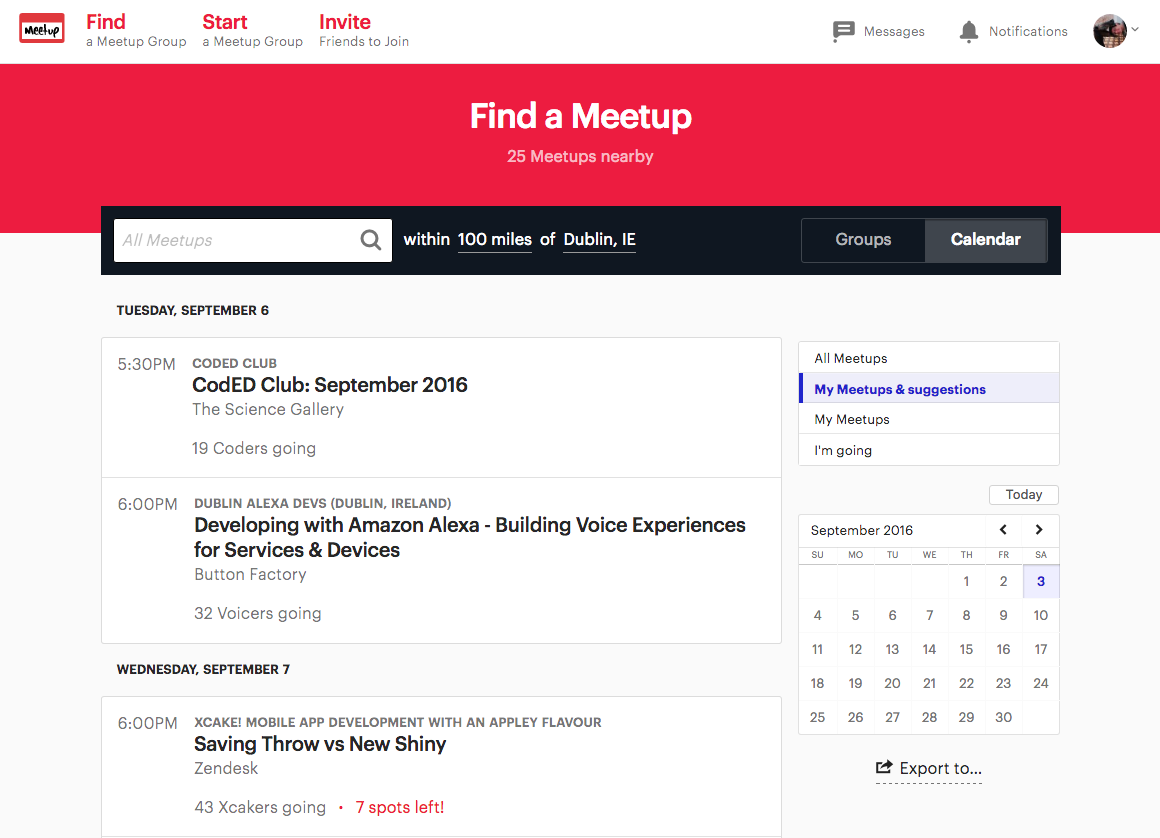 Meetup
Find
a Meetup Group
Start
a Meetup Group
Invite
Friends to Join
Messages
Notifications
Find a Meetup
25 Meetups nearby
All Meetups
within 100 miles of Dublin, IE
Groups
Calendar
TUESDAY, SEPTEMBER 6
5:30PM
CODED CLUB
CodED Club: September 2016
The Science Gallery
19 Coders going
6:00PM
DUBLIN ALEXA DEVS (DUBLIN, IRELAND)
Developing with Amazon Alexa - Building Voice Experiences
for Services & Devices
Button Factory
32 Voicers going
WEDNESDAY, SEPTEMBER 7
6:00PM
XCAKE! MOBILE APP DEVELOPMENT WITH AN APPLEY FLAVOUR
Saving Throw vs New Shiny
Zendesk
43 Xcakers going • 7 spots left!
All Meetups
My Meetups & suggestions
My Meetups
I'm going
Today
September 2016
SU MO TU WE TH FR SA
1 2 3
4 5 6 7 8 9 10
11 12 13 14 15 16 17
18 19 20 21 22 23 24
25 26 27 28 29 30
Export to...